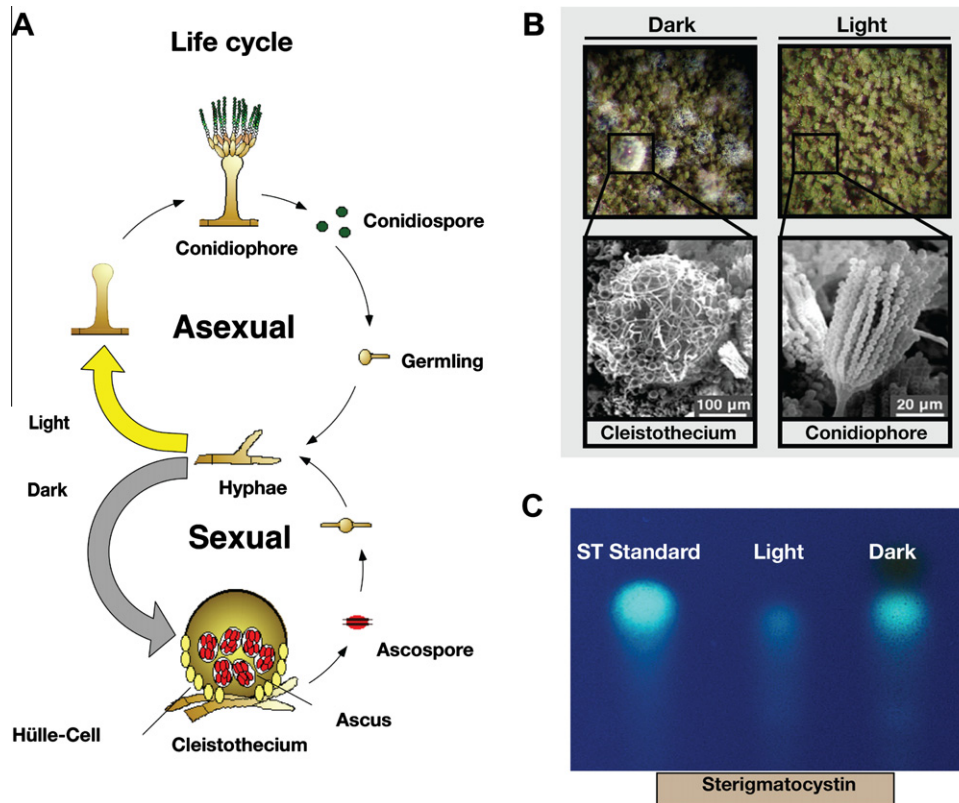 A
Life cycle
Conidiophore
Conidiospore
Asexual
Germling
Light
Dark
Hyphae
Sexual
Ascospore
Ascus
Hülle-Cell
Cleistothecium
B
Dark
Light
100 µm
20 µm
Cleistothecium
Conidiophore
C
ST Standard
Light
Dark
Sterigmatocystin